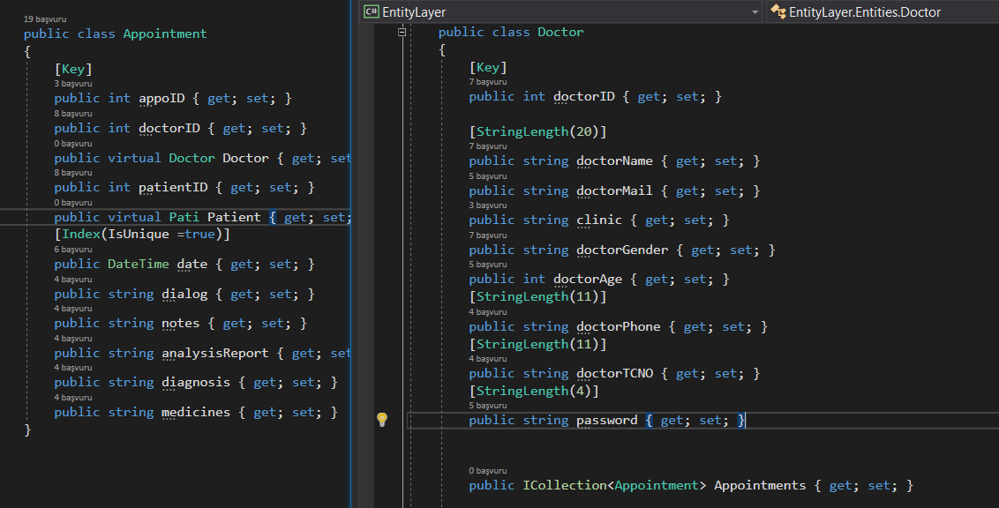 19 başvuru
public class Appointment
{
[Key]
3 başvuru
public int appoID { get; set; }
8 başvuru
public int doctorID { get; set; }
0 başvuru
public virtual Doctor Doctor { get; set
8 başvuru
public int patientID { get; set; }
0 başvuru
public virtual Pati Patient { get; set;
[Index(IsUnique =true)]
6 başvuru
public DateTime date { get; set; }
4 başvuru
public string dialog { get; set; }
4 başvuru
public string notes { get; set; }
4 başvuru
public string analysisReport { get; set
4 başvuru
public string diagnosis { get; set; }
4 başvuru
public string medicines { get; set; }
}
C# EntityLayer
EntityLayer.Entities.Doctor
public class Doctor
{
[Key]
7 başvuru
public int doctorID { get; set; }
[StringLength(20)]
7 başvuru
public string doctorName { get; set; }
5 başvuru
public string doctorMail { get; set; }
3 başvuru
public string clinic { get; set; }
7 başvuru
public string doctorGender { get; set; }
5 başvuru
public int doctorAge { get; set; }
[StringLength(11)]
4 başvuru
public string doctorPhone { get; set; }
[StringLength(11)]
4 başvuru
public string doctorTCNO { get; set; }
[StringLength(4)]
5 başvuru
public string password { get; set; }
0 başvuru
public ICollection<Appointment> Appointments { get; set; }